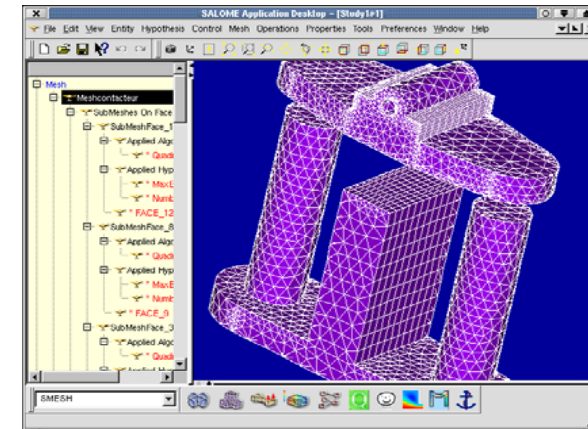 SALOME Application Desktop - [Study1#1]
File Edit View Entity Hypothesis Control Mesh Operations Properties Tools Preferences Window Help
Mesh
*Meshcontacteur
SubMeshes On Face
*SubMeshFace_1
Applied Algo
* Quadr
Applied Hyp
* MaxE
* Numb
* FACE_12
*SubMeshFace_8
Applied Algo
* Quadr
Applied Hyp
* MaxE
* Numb
* FACE_9
*SubMeshFace_3
Applied Algo
* Quadr
Applied Hyp
SMESH